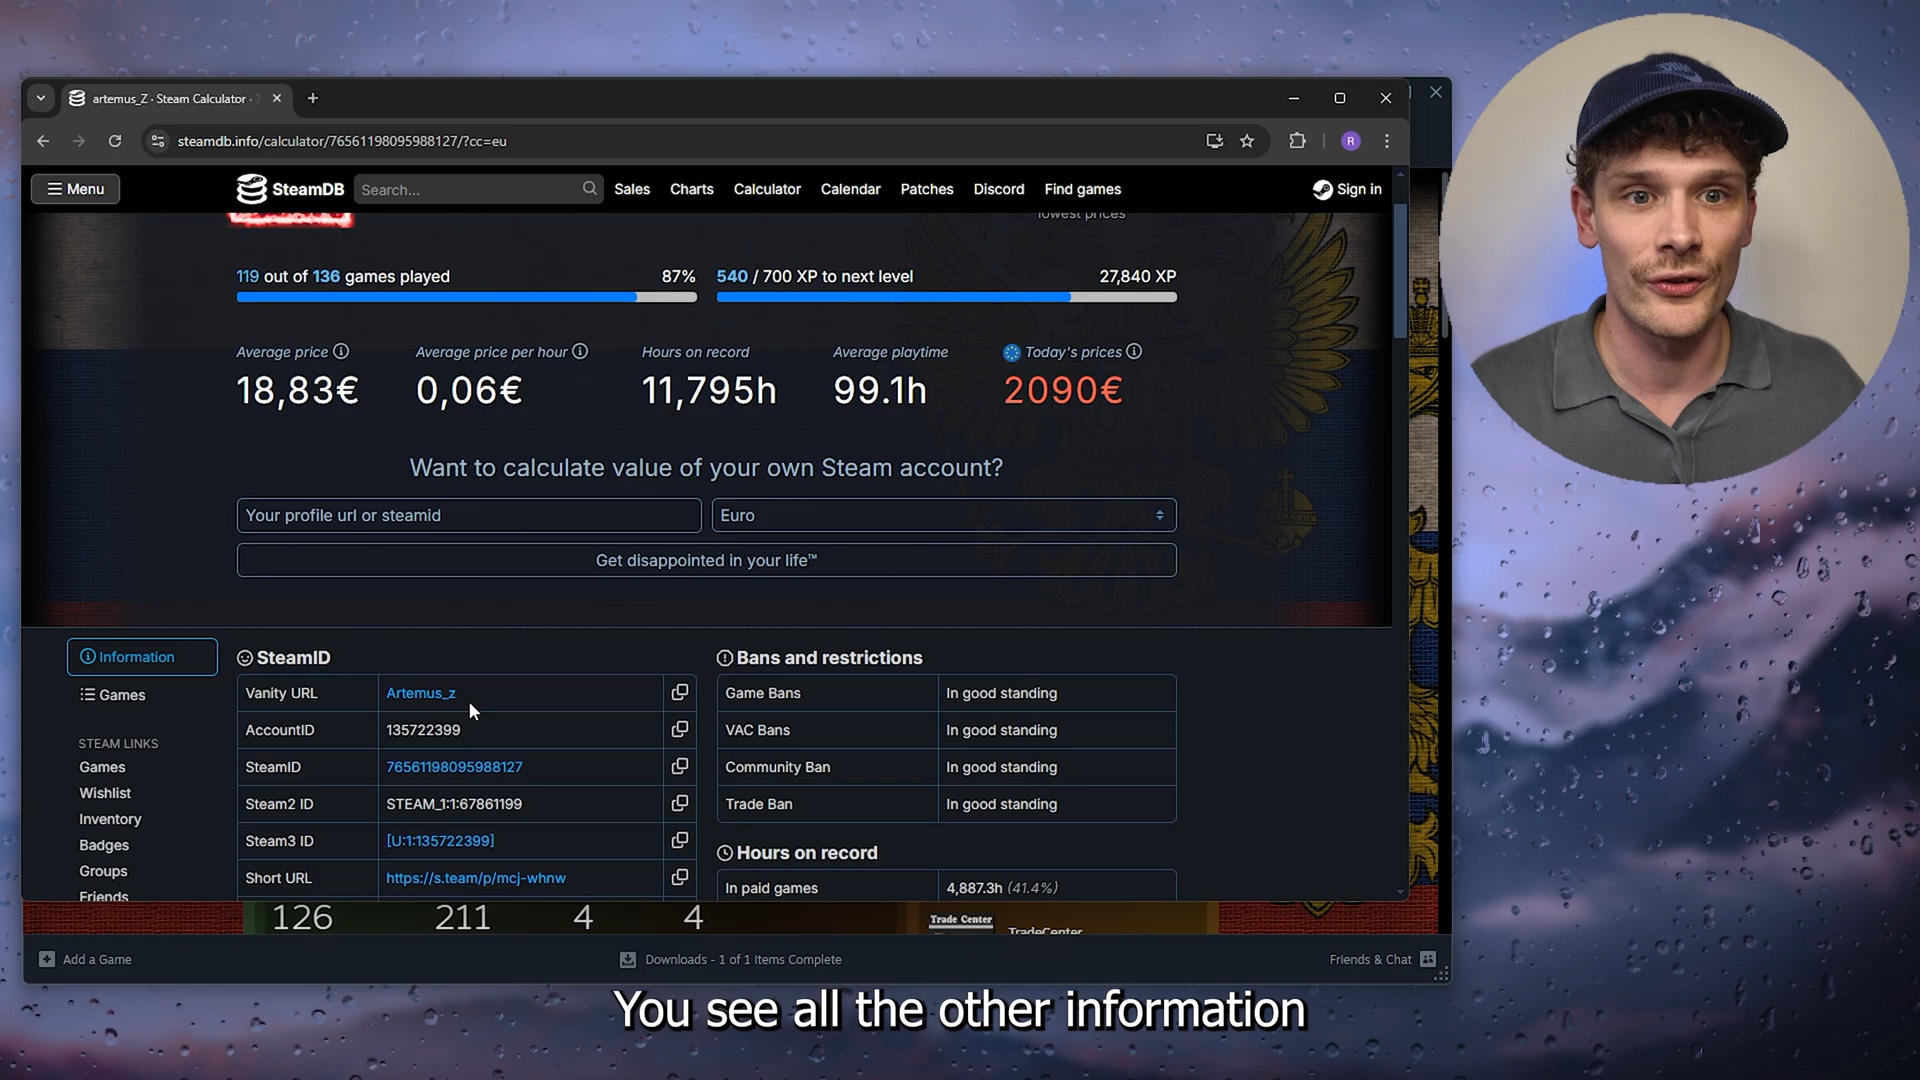 artemus_Z · Steam Calculator ·
steamdb.info/calculator/76561198095988127/?cc=eu
R
Menu
SteamDB
Search...
Sales
Charts
Calculator
Calendar
Patches
Discord
Find games
Sign in
lowest prices
119 out of 136 games played
87%
540 / 700 XP to next level
27,840 XP
Average price
Average price per hour
Hours on record
Average playtime
Today's prices
18,83€
0,06€
11,795h
99.1h
2090€
Want to calculate value of your own Steam account?
Your profile url or steamid
Euro
Get disappointed in your life™
Information
Games
STEAM LINKS
Games
Wishlist
Inventory
Badges
Groups
Friends
SteamID
Vanity URL
Artemus_z
AccountID
135722399
SteamID
76561198095988127
Steam2 ID
STEAM_1:1:67861199
Steam3 ID
[U:1:135722399]
Short URL
https://s.team/p/mcj-whnw
Bans and restrictions
Game Bans
In good standing
VAC Bans
In good standing
Community Ban
In good standing
Trade Ban
In good standing
Hours on record
In paid games
4,887.3h (41.4%)
126
211
4
4
Trade Center
TradeCenter
Add a Game
Downloads - 1 of 1 Items Complete
Friends & Chat
You see all the other information